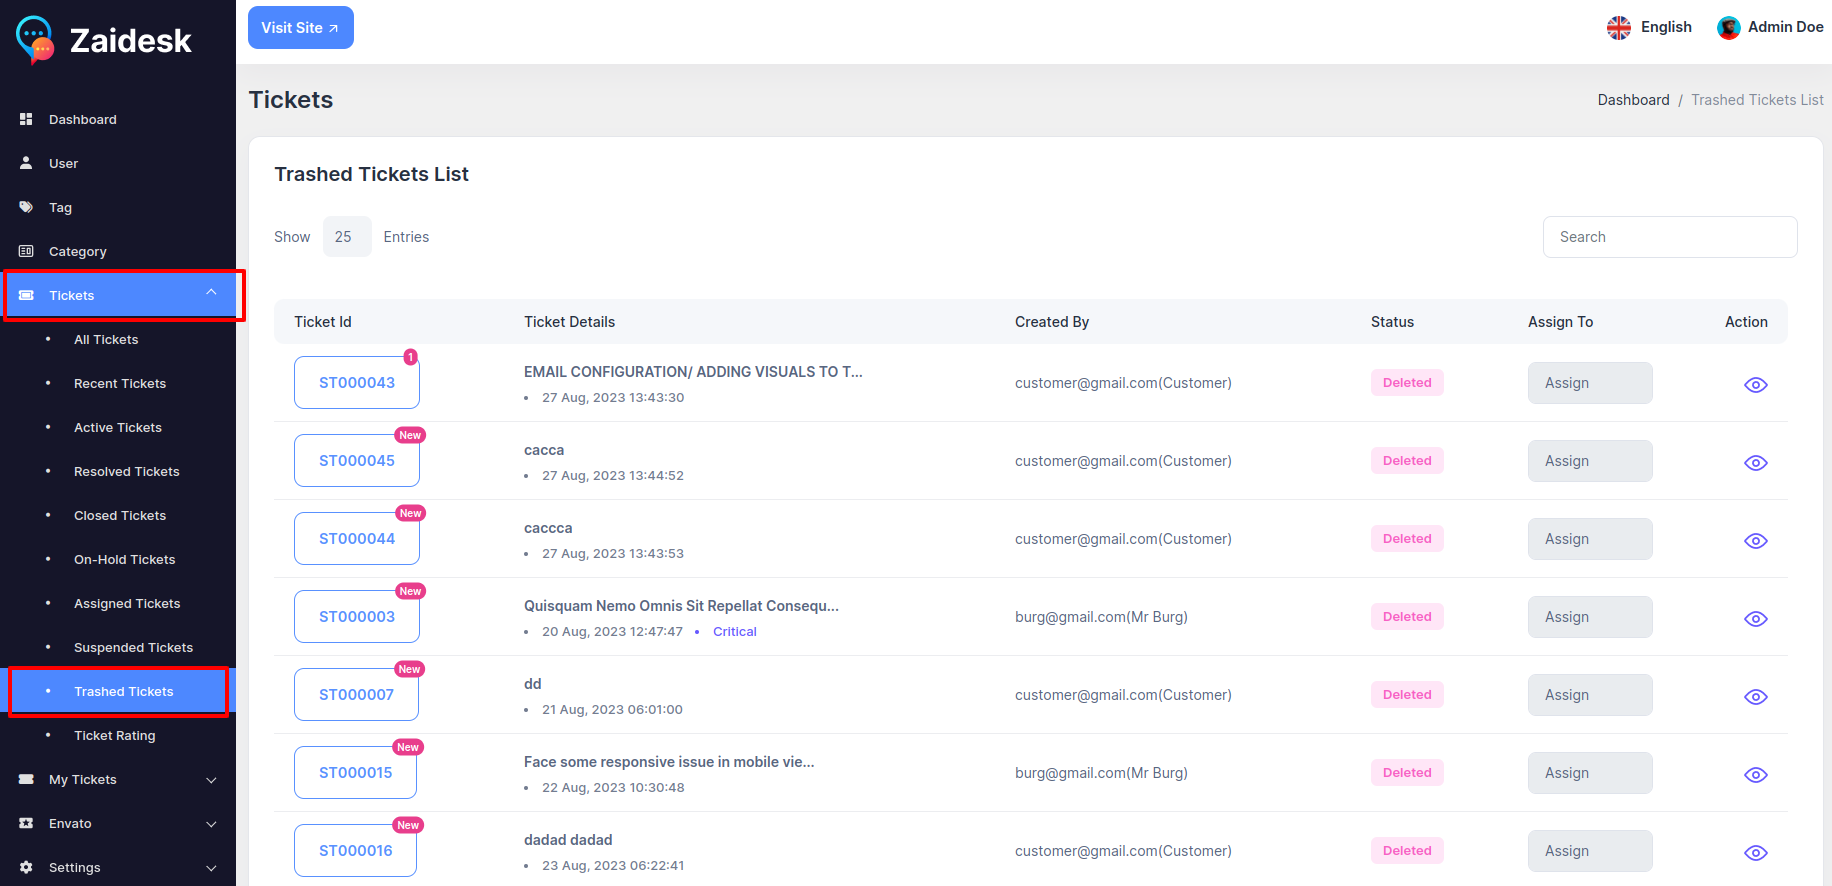 Zaidesk
Visit Site
English
Admin Doe
Dashboard
User
Tag
Category
Tickets
All Tickets
Recent Tickets
Active Tickets
Resolved Tickets
Closed Tickets
On-Hold Tickets
Assigned Tickets
Suspended Tickets
Trashed Tickets
Ticket Rating
My Tickets
Envato
Settings
Tickets
Dashboard / Trashed Tickets List
Trashed Tickets List
Show 25 Entries
Search
Ticket Id Ticket Details Created By Status Assign To Action
1
ST000043 EMAIL CONFIGURATION/ ADDING VISUALS TO T... customer@gmail.com(Customer) Deleted Assign
• 27 Aug, 2023 13:43:30
New
ST000045 cacca customer@gmail.com(Customer) Deleted Assign
• 27 Aug, 2023 13:44:52
New
ST000044 caccca customer@gmail.com(Customer) Deleted Assign
• 27 Aug, 2023 13:43:53
New
ST000003 Quisquam Nemo Omnis Sit Repellat Consequ... burg@gmail.com(Mr Burg) Deleted Assign
• 20 Aug, 2023 12:47:47 • Critical
New
ST000007 dd customer@gmail.com(Customer) Deleted Assign
• 21 Aug, 2023 06:01:00
New
ST000015 Face some responsive issue in mobile vie... burg@gmail.com(Mr Burg) Deleted Assign
• 22 Aug, 2023 10:30:48
New
ST000016 dadad dadad customer@gmail.com(Customer) Deleted Assign
• 23 Aug, 2023 06:22:41